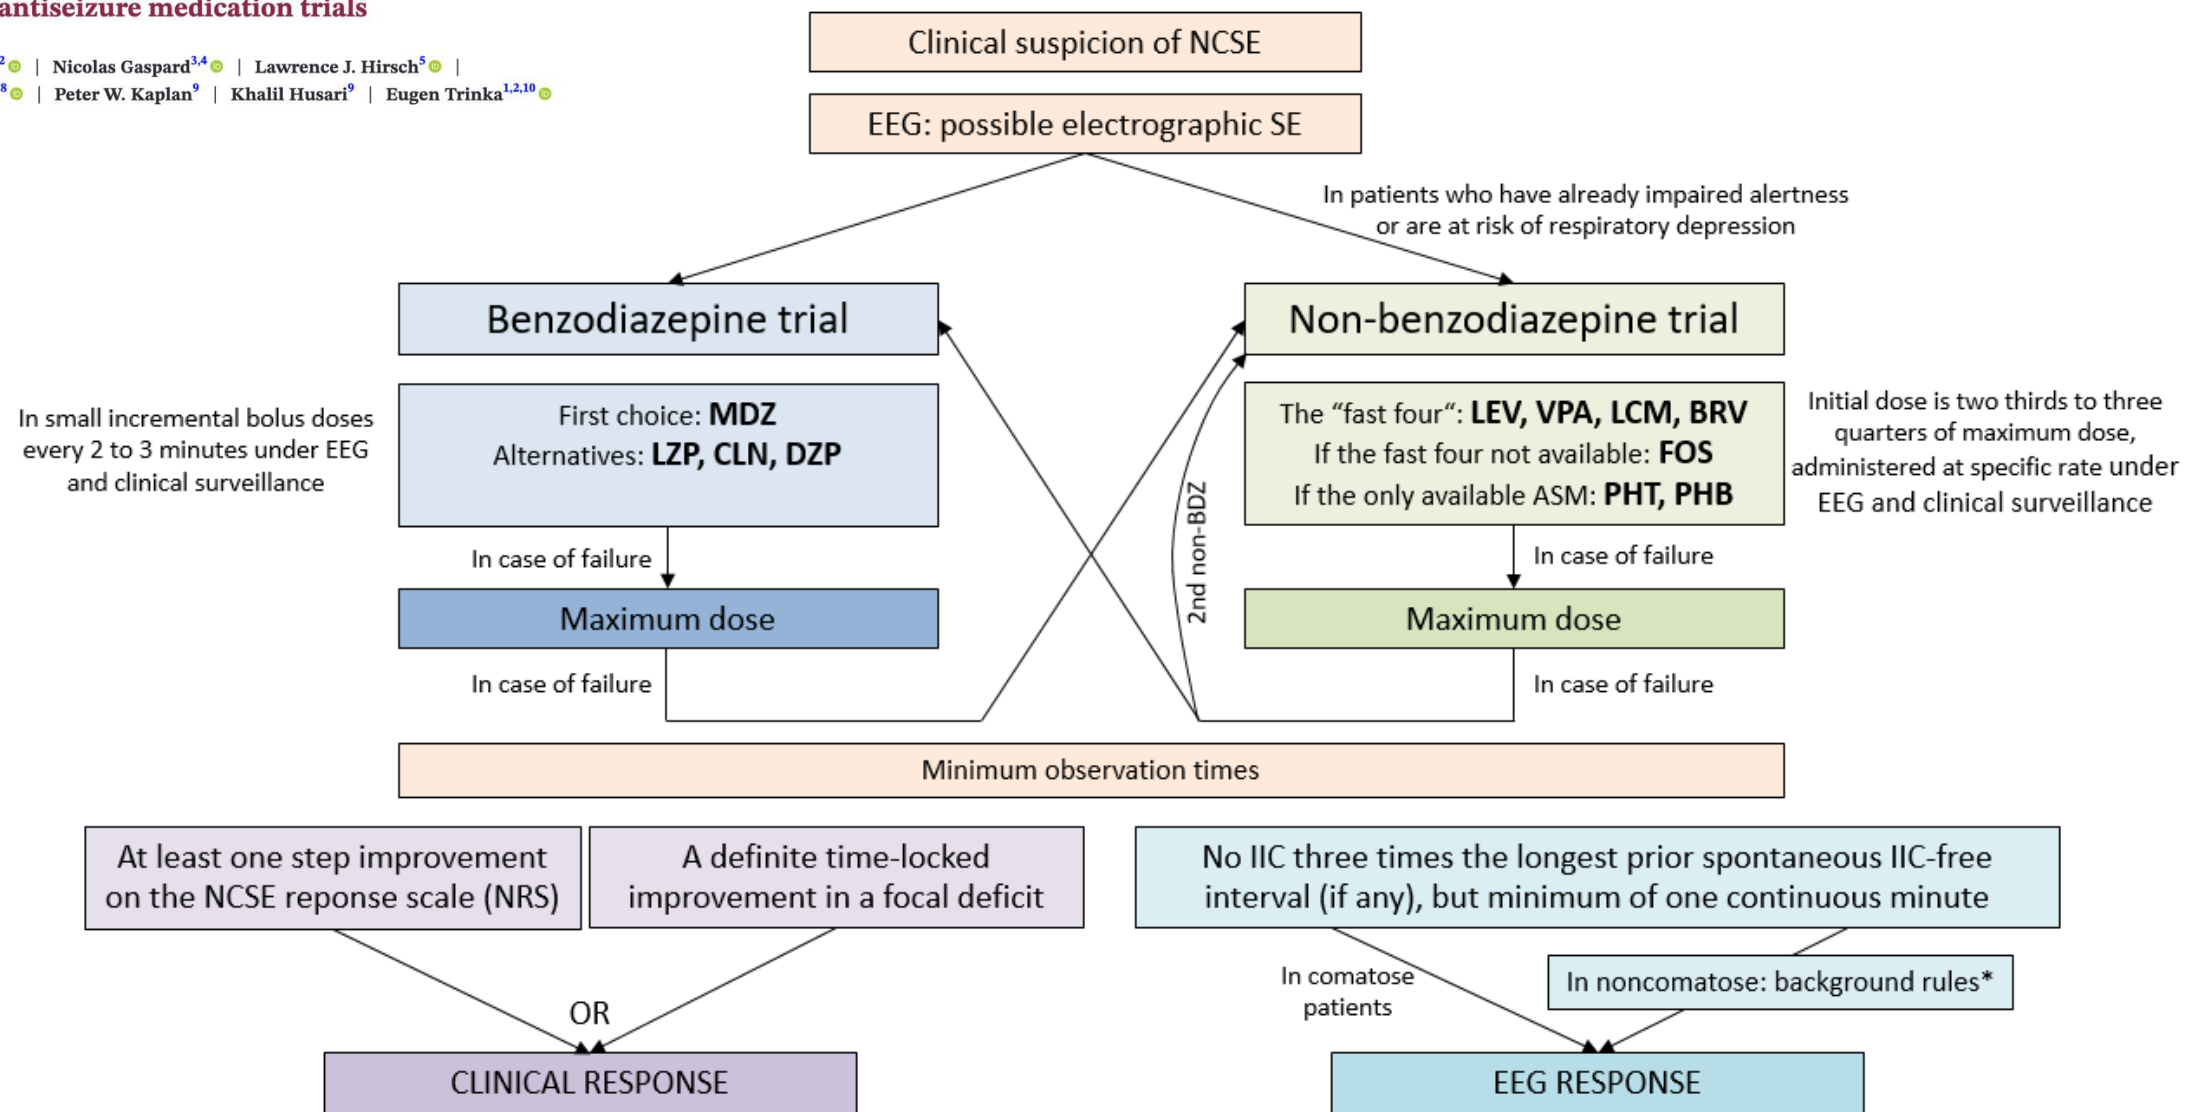 antiseizure medication trials
2 | Nicolas Gaspard3,4 | Lawrence J. Hirsch5 |
8 | Peter W. Kaplan9 | Khalil Husari9 | Eugen Trinka1,2,10
Clinical suspicion of NCSE
EEG: possible electrographic SE
In patients who have already impaired alertness
or are at risk of respiratory depression
Benzodiazepine trial
Non-benzodiazepine trial
In small incremental bolus doses
every 2 to 3 minutes under EEG
and clinical surveillance
First choice: MDZ
Alternatives: LZP, CLN, DZP
The “fast four“: LEV, VPA, LCM, BRV
If the fast four not available: FOS
If the only available ASM: PHT, PHB
Initial dose is two thirds to three
quarters of maximum dose,
administered at specific rate under
EEG and clinical surveillance
2nd non-BDZ
In case of failure
In case of failure
Maximum dose
Maximum dose
In case of failure
In case of failure
Minimum observation times
At least one step improvement
on the NCSE reponse scale (NRS)
A definite time-locked
improvement in a focal deficit
No IIC three times the longest prior spontaneous IIC-free
interval (if any), but minimum of one continuous minute
In comatose
patients
In noncomatose: background rules*
OR
CLINICAL RESPONSE
EEG RESPONSE